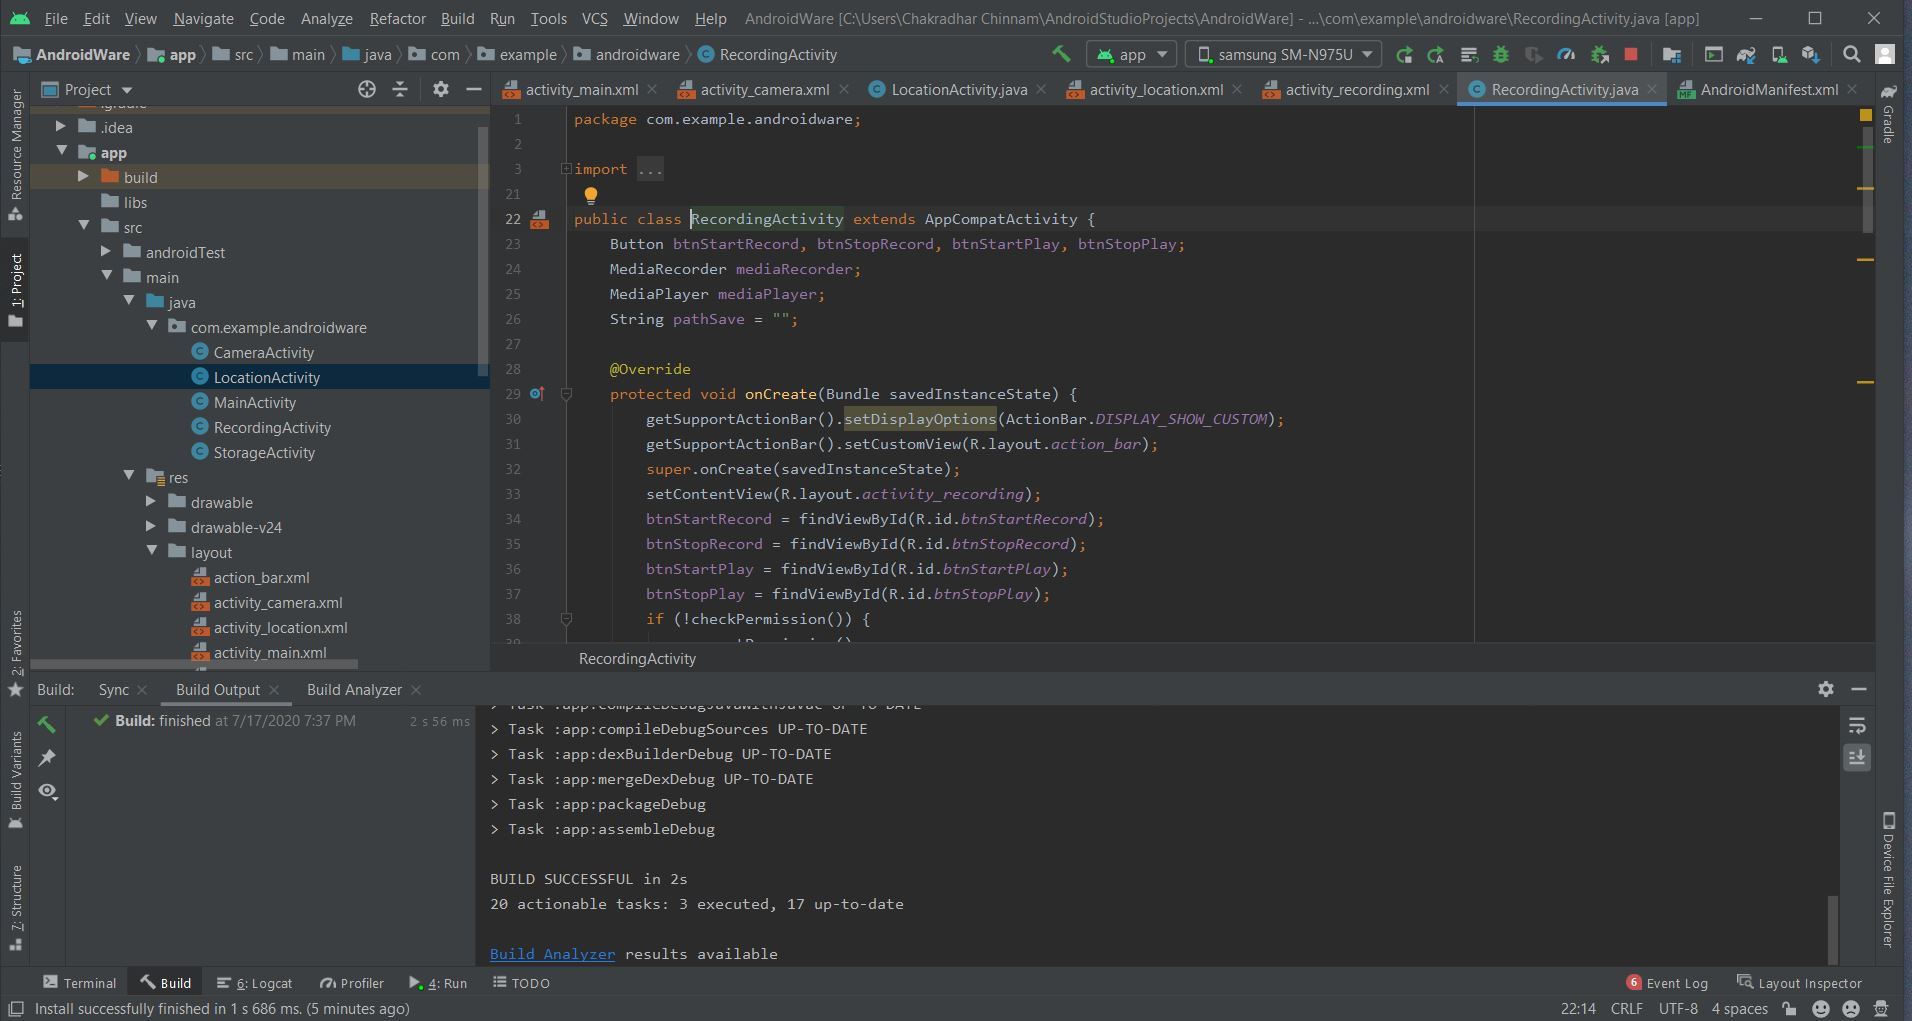 File Edit View Navigate Code Analyze Refactor Build Run Tools VCS Window Help AndroidWare [C:\Users\Chakradhar Chinnam\AndroidStudioProjects\AndroidWare] - ...\com\example\androidware\RecordingActivity.java [app]
AndroidWare app src main java com example androidware RecordingActivity app samsung SM-N975U
Project
activity_main.xml activity_camera.xml LocationActivity.java activity_location.xml activity_recording.xml RecordingActivity.java AndroidManifest.xml
Resource Manager
1: Project
2: Favorites
Build Variants
7: Structure
.idea
app
build
libs
src
androidTest
main
java
com.example.androidware
CameraActivity
LocationActivity
MainActivity
RecordingActivity
StorageActivity
res
drawable
drawable-v24
layout
action_bar.xml
activity_camera.xml
activity_location.xml
activity_main.xml
1 package com.example.androidware;
2
3 import ...
21
22 public class RecordingActivity extends AppCompatActivity {
23 Button btnStartRecord, btnStopRecord, btnStartPlay, btnStopPlay;
24 MediaRecorder mediaRecorder;
25 MediaPlayer mediaPlayer;
26 String pathSave = "";
27
28 @Override
29 protected void onCreate(Bundle savedInstanceState) {
30 getSupportActionBar().setDisplayOptions(ActionBar.DISPLAY_SHOW_CUSTOM);
31 getSupportActionBar().setCustomView(R.layout.action_bar);
32 super.onCreate(savedInstanceState);
33 setContentView(R.layout.activity_recording);
34 btnStartRecord = findViewById(R.id.btnStartRecord);
35 btnStopRecord = findViewById(R.id.btnStopRecord);
36 btnStartPlay = findViewById(R.id.btnStartPlay);
37 btnStopPlay = findViewById(R.id.btnStopPlay);
38 if (!checkPermission()) {
RecordingActivity
Gradle
Device File Explorer
Build: Sync Build Output Build Analyzer
Build: finished at 7/17/2020 7:37 PM 2 s 56 ms
> Task :app:compileDebugJavaWithJavac UP-TO-DATE
> Task :app:compileDebugSources UP-TO-DATE
> Task :app:dexBuilderDebug UP-TO-DATE
> Task :app:mergeDexDebug UP-TO-DATE
> Task :app:packageDebug
> Task :app:assembleDebug
BUILD SUCCESSFUL in 2s
20 actionable tasks: 3 executed, 17 up-to-date
Build Analyzer results available
Terminal Build 6: Logcat Profiler 4: Run TODO 6 Event Log Layout Inspector
Install successfully finished in 1 s 686 ms. (5 minutes ago) 22:14 CRLF UTF-8 4 spaces